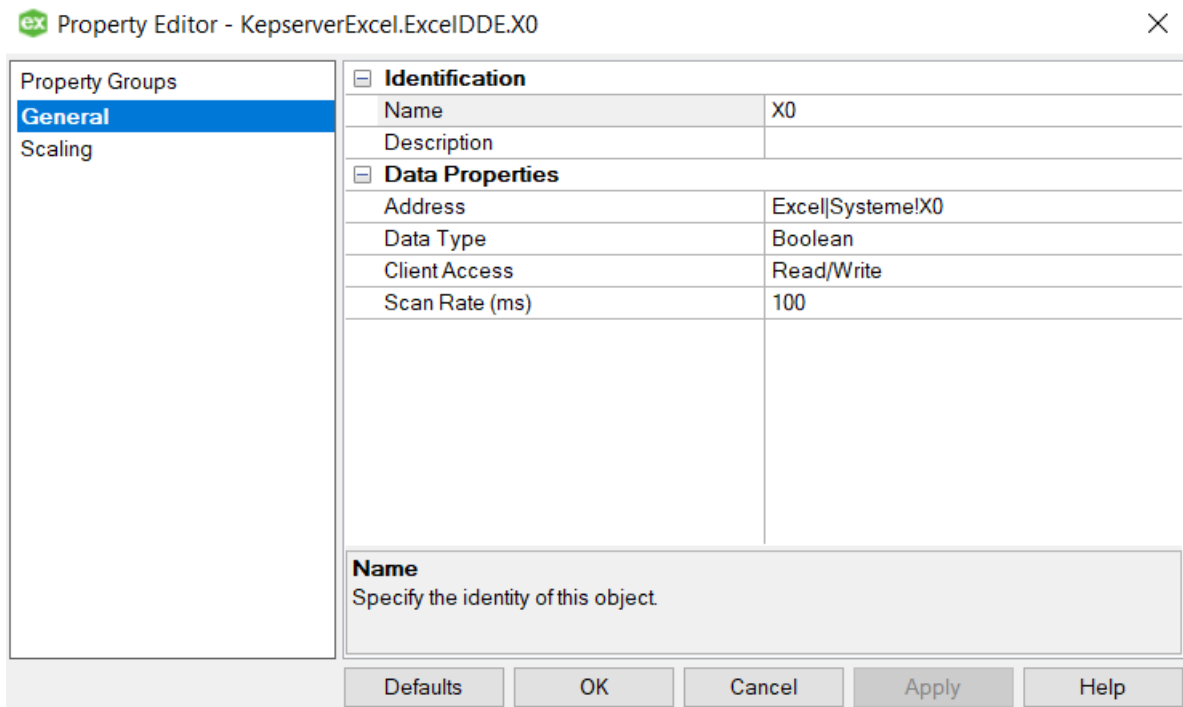 ex Property Editor - KepserverExcel.ExcelDDE.X0
Property Groups
General
Scaling
Identification
Name X0
Description
Data Properties
Address Excel|Systeme!X0
Data Type Boolean
Client Access Read/Write
Scan Rate (ms) 100
Name
Specify the identity of this object.
Defaults OK Cancel Apply Help